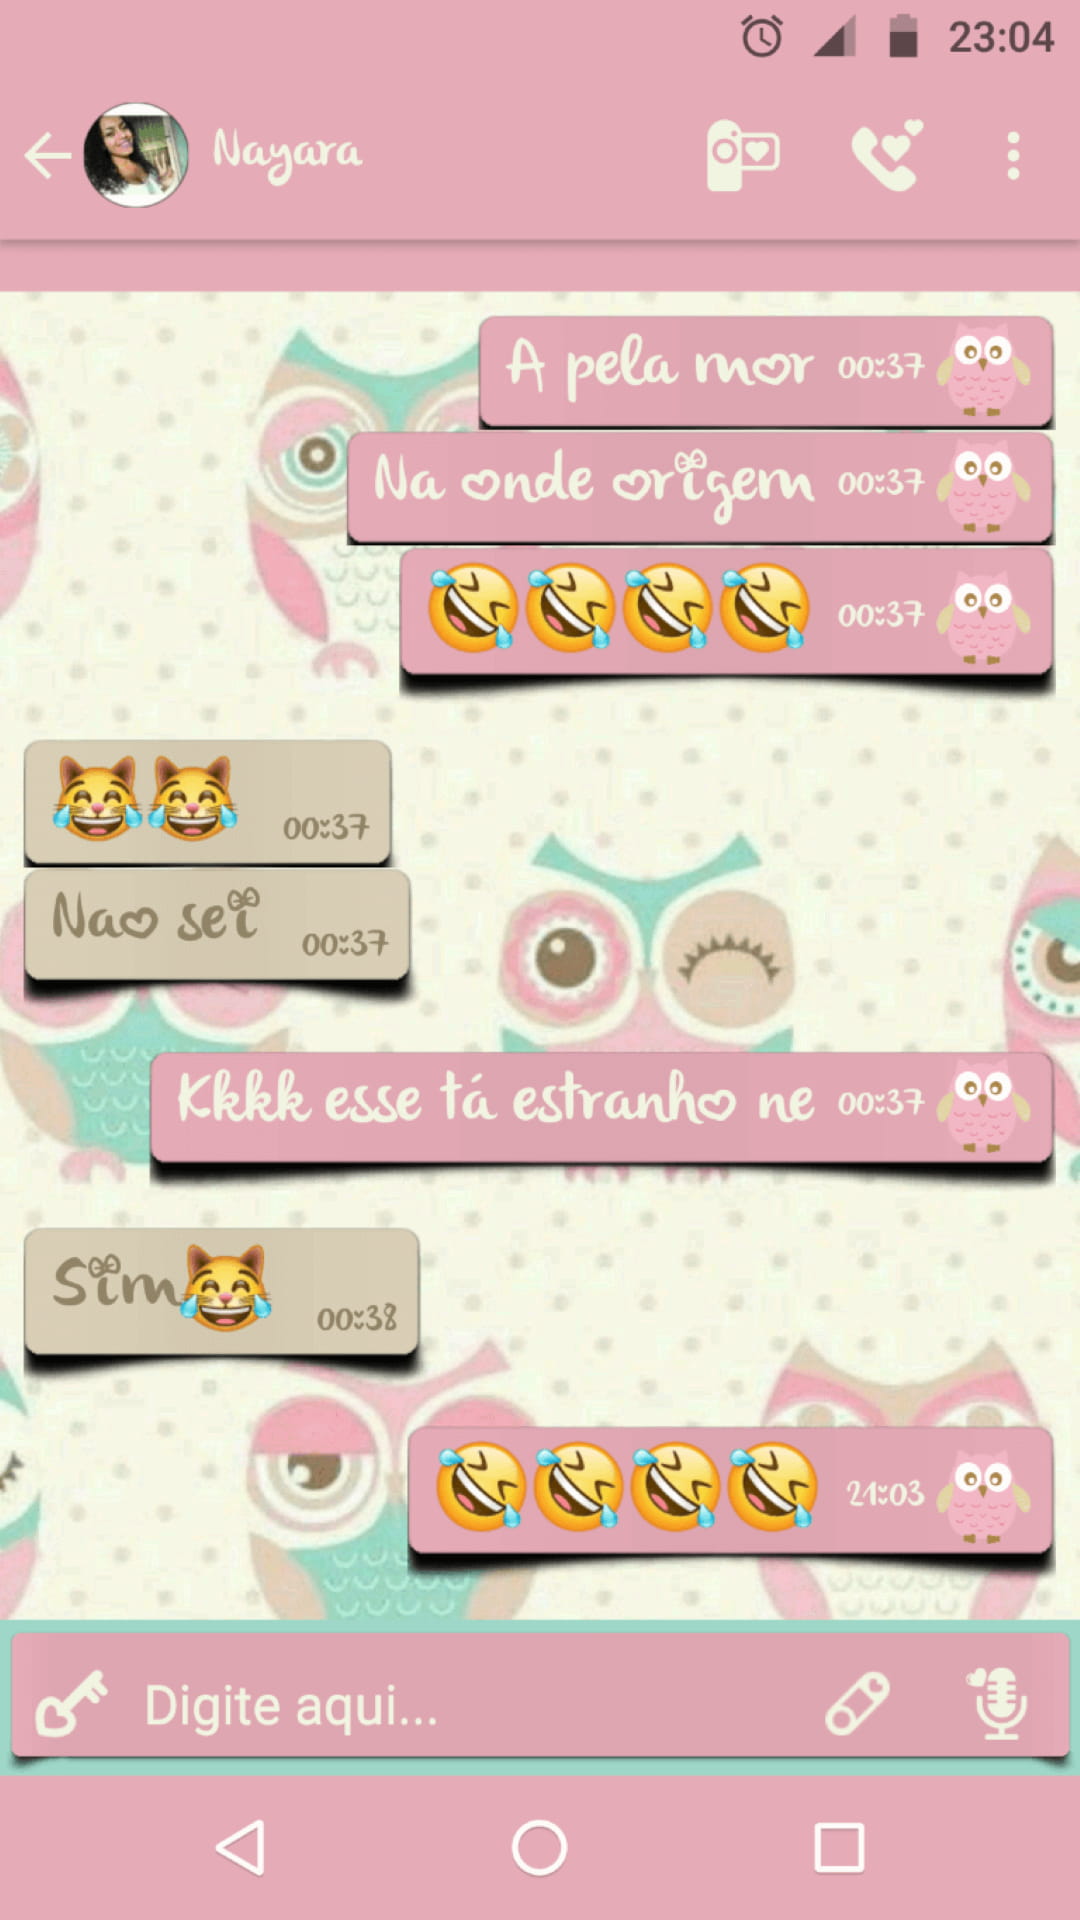 23:04
Nayara
A pela mor 00:37
Na onde origem 00:37
🤣🤣🤣🤣 00:37
😹😹 00:37
Nao sei 00:37
Kkkk esse tá estranho ne 00:37
Sim😹 00:38
🤣🤣🤣🤣 21:03
Digite aqui...